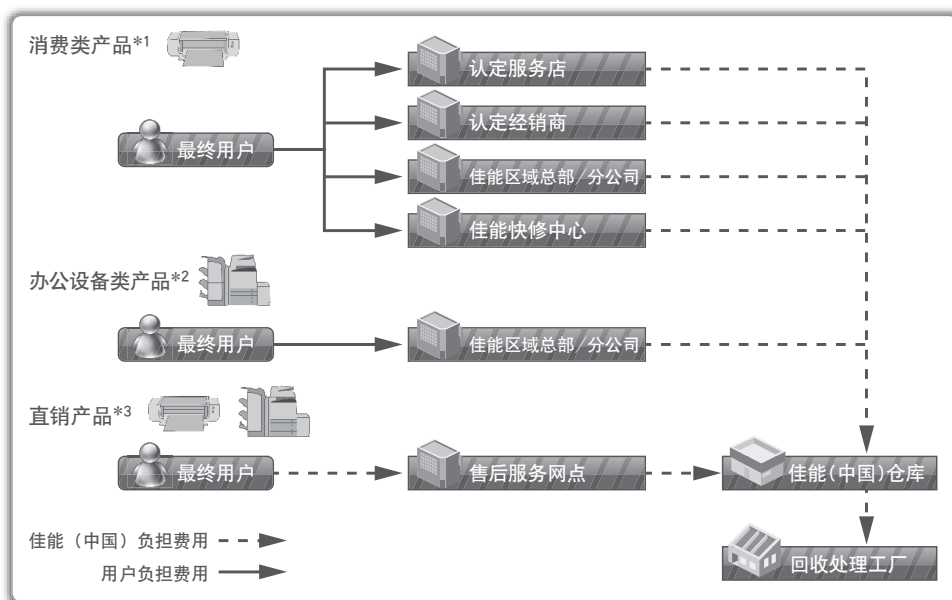 消费类产品*1
认定服务店
认定经销商
最终用户
佳能区域总部/分公司
佳能快修中心
办公设备类产品*2
最终用户
佳能区域总部/分公司
直销产品*3
最终用户
售后服务网点
佳能(中国)仓库
佳能（中国）负担费用
用户负担费用
回收处理工厂